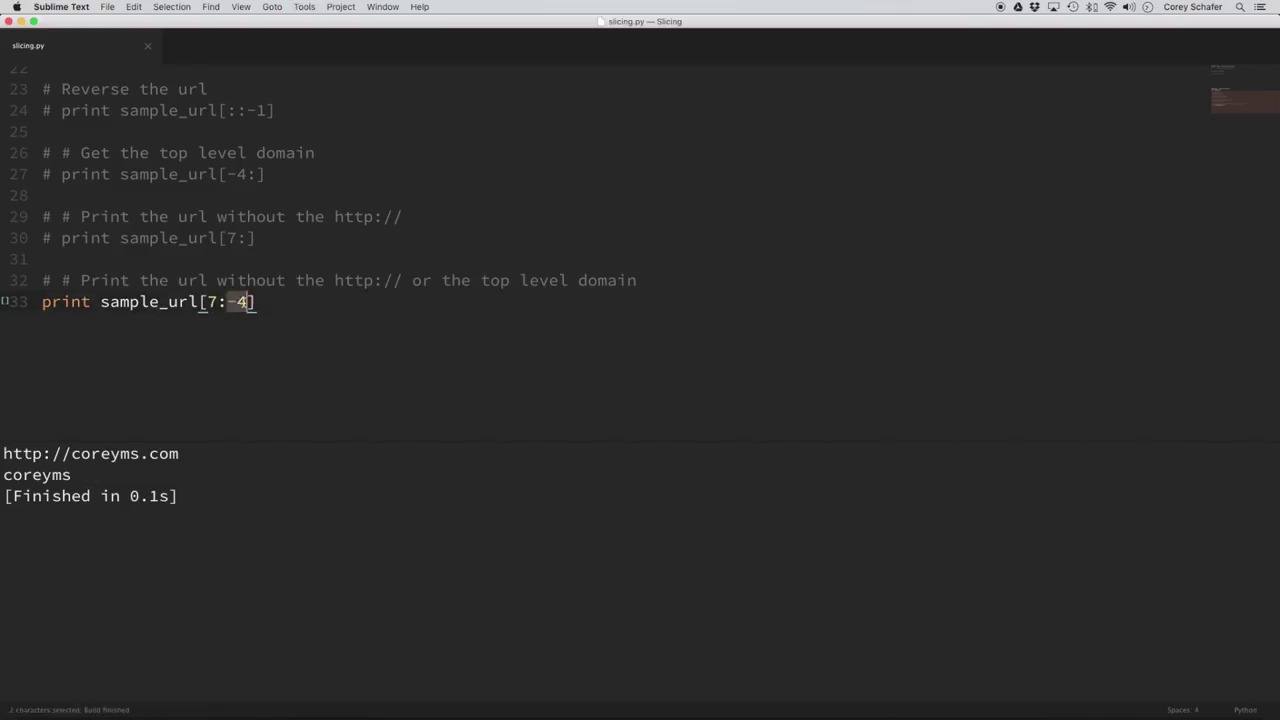 Sublime Text File Edit Selection Find View Goto Tools Project Window Help Corey Schafer
slicing.py — Slicing
slicing.py
22
23 # Reverse the url
24 # print sample_url[::-1]
25
26 # # Get the top level domain
27 # print sample_url[-4:]
28
29 # # Print the url without the http://
30 # print sample_url[7:]
31
32 # # Print the url without the http:// or the top level domain
33 print sample_url[7:-4]
http://coreyms.com
coreyms
[Finished in 0.1s]
2 characters selected, Build finished Spaces: 4 Python